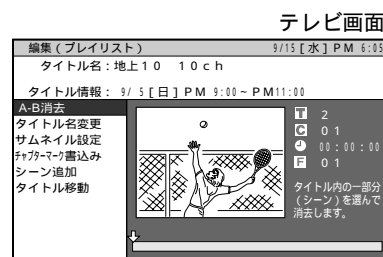 テレビ画面
編集(プレイリスト) 9/15[水]PM 6:05
タイトル名:地上10 10ch
タイトル情報: 9/ 5[日]PM 9:00~PM11:00
A-B消去
タイトル名変更
サムネイル設定
チャプターマーク書込み
シーン追加
タイトル移動
T 2
C 01
00:00:00
F 01
タイトル内の一部分
(シーン)を選んで
消去します。